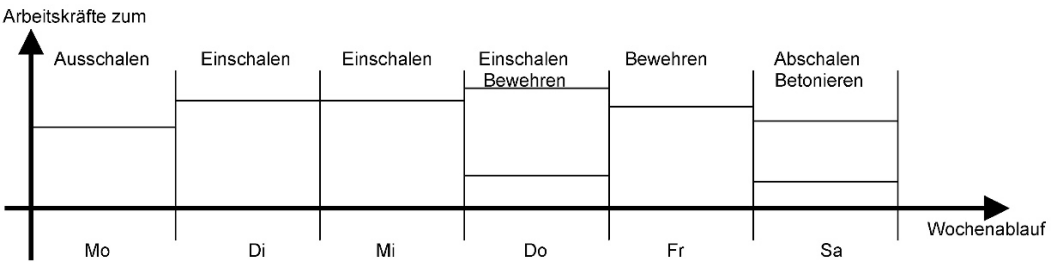 Arbeitskräfte zum
Ausschalen
Einschalen
Einschalen
Einschalen
Bewehren
Bewehren
Abschalen
Betonieren
Wochenablauf
Mo
Di
Mi
Do
Fr
Sa